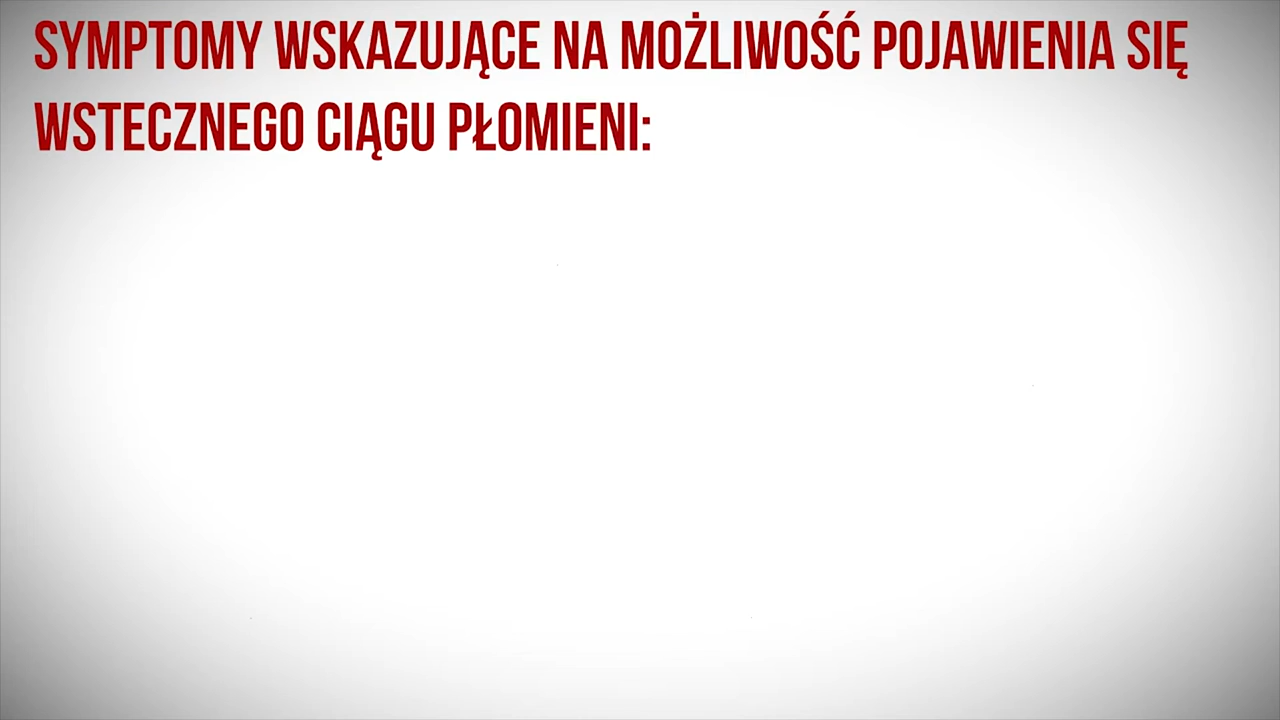 SYMPTOMY WSKAZUJĄCE NA MOŻLIWOŚĆ POJAWIENIA SIĘ
WSTECZNEGO CIĄGU PŁOMIENI: